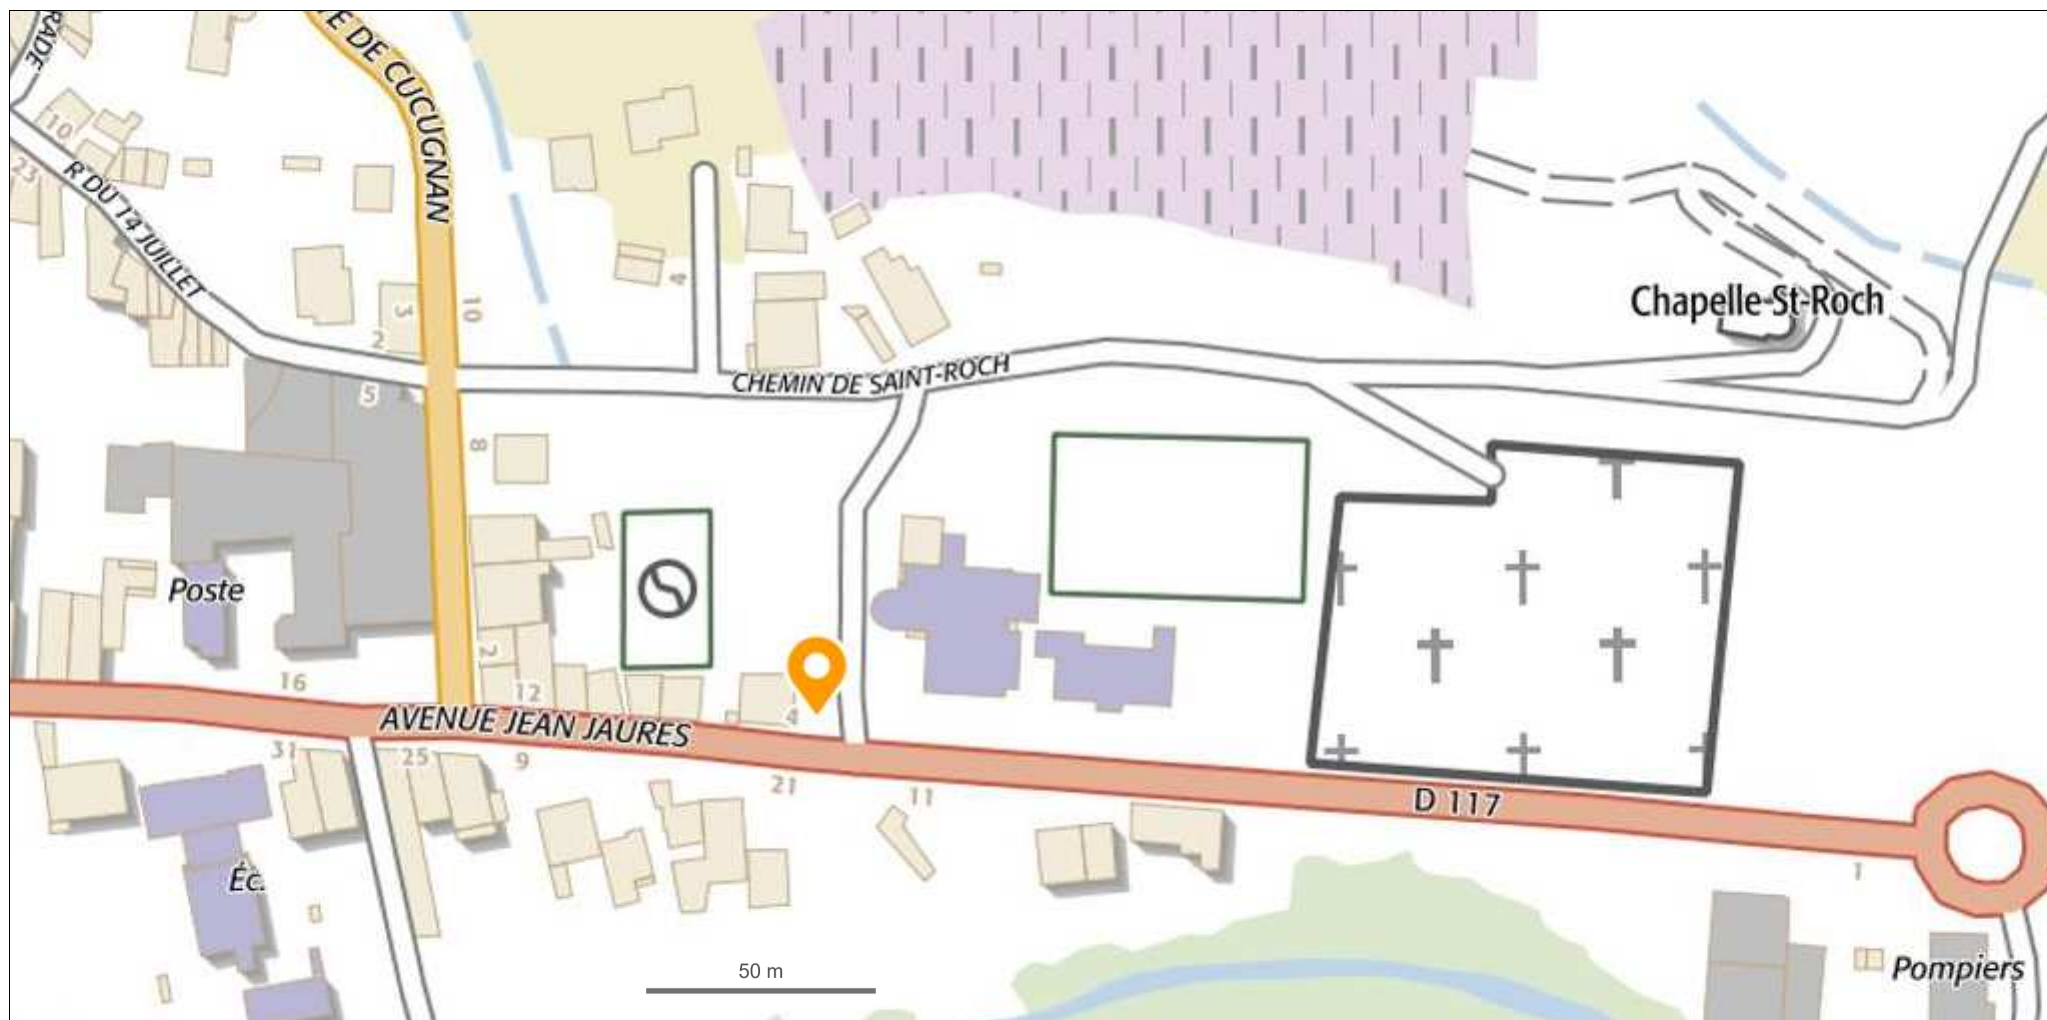 RADE
TE DE CUCUGNAN
10
23
R DU 14 JUILLET
4
3
10
2
5
8
CHEMIN DE SAINT-ROCH
Chapelle-St-Roch
Poste
2
16
12
4
AVENUE JEAN JAURES
31
25
9
21
11
D 117
1
Éc.
50 m
Pompiers